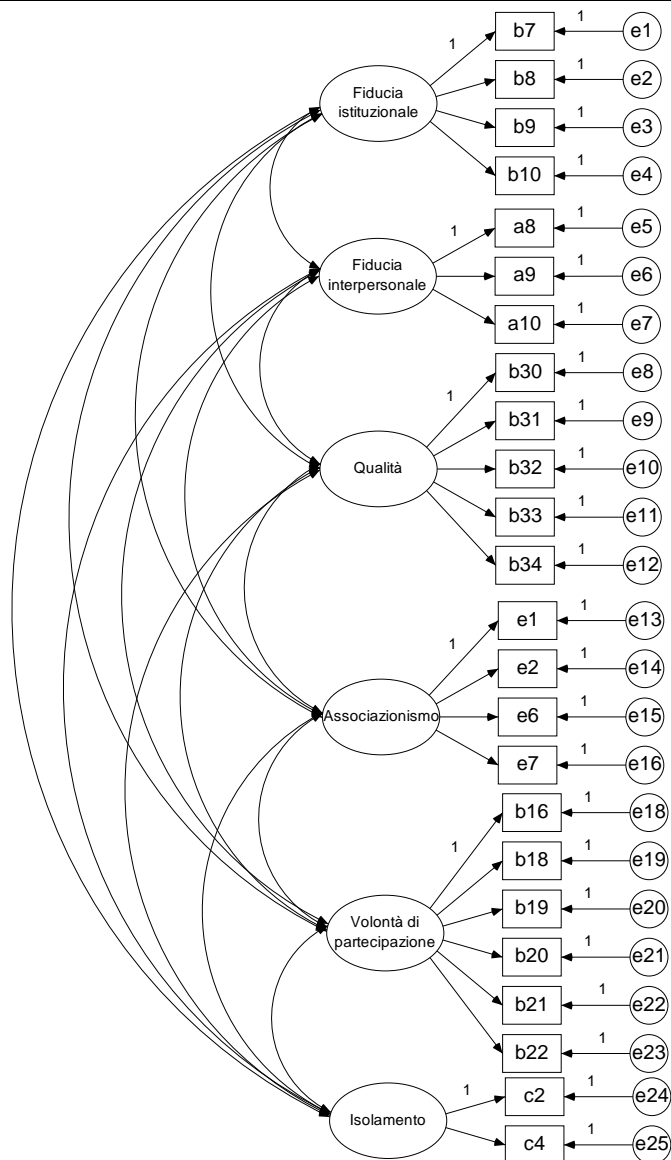 b7
1
e1
1
b8
1
e2
Fiducia
istituzionale
b9
1
e3
b10
1
e4
a8
1
e5
1
Fiducia
interpersonale
a9
1
e6
a10
1
e7
b30
1
e8
1
b31
1
e9
Qualità
b32
1
e10
b33
1
e11
b34
1
e12
e1
1
e13
1
e2
1
e14
Associazionismo
e6
1
e15
e7
1
e16
b16
1
e18
1
b18
1
e19
b19
1
e20
Volontà di
partecipazione
b20
1
e21
b21
1
e22
b22
1
e23
1
c2
1
e24
Isolamento
c4
1
e25